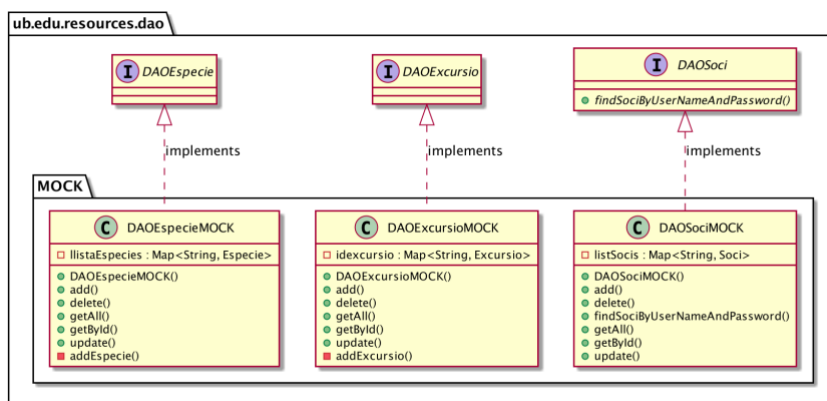 ub.edu.resources.dao
I DAOEspecie
I DAOExcursio
I DAOSoci
findSociByUserNameAndPassword()
implements
implements
implements
MOCK
C DAOEspecieMOCK
llistaEspecies : Map<String, Especie>
DAOEspecieMOCK()
add()
delete()
getAll()
getById()
update()
addEspecie()
C DAOExcursioMOCK
idexcursio : Map<String, Excursio>
DAOExcursioMOCK()
add()
delete()
getAll()
getById()
update()
addExcursio()
C DAOSociMOCK
listSocis : Map<String, Soci>
DAOSociMOCK()
add()
delete()
findSociByUserNameAndPassword()
getAll()
getById()
update()